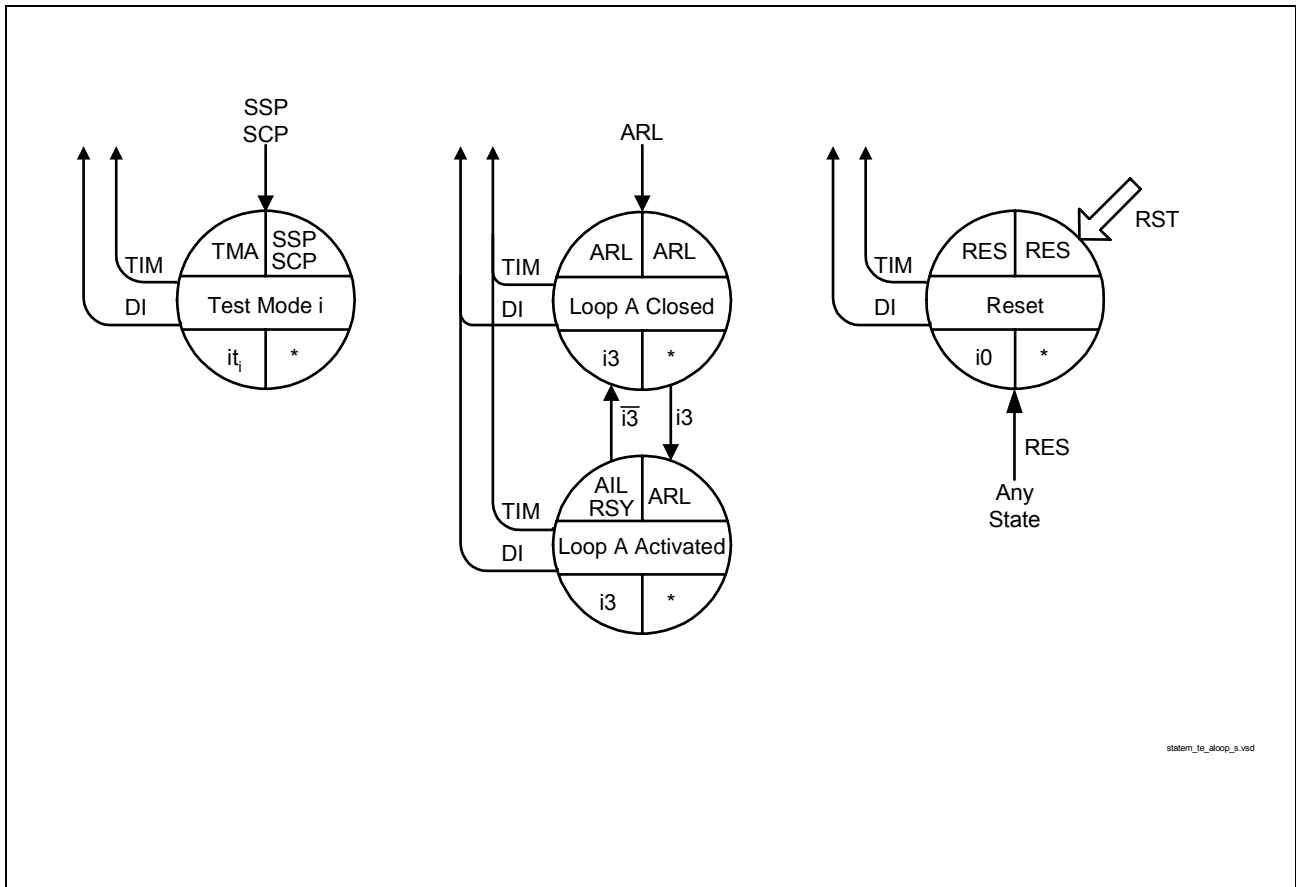 SSP
SCP
TMA
SSP
SCP
TIM
DI
Test Mode i
iti
*
ARL
ARL
ARL
TIM
DI
Loop A Closed
i3
*
i̅3̅
i3
AIL
RSY
ARL
TIM
DI
Loop A Activated
i3
*
RST
RES
RES
TIM
DI
Reset
i0
*
RES
Any
State
statem_te_aloop_s.vsd